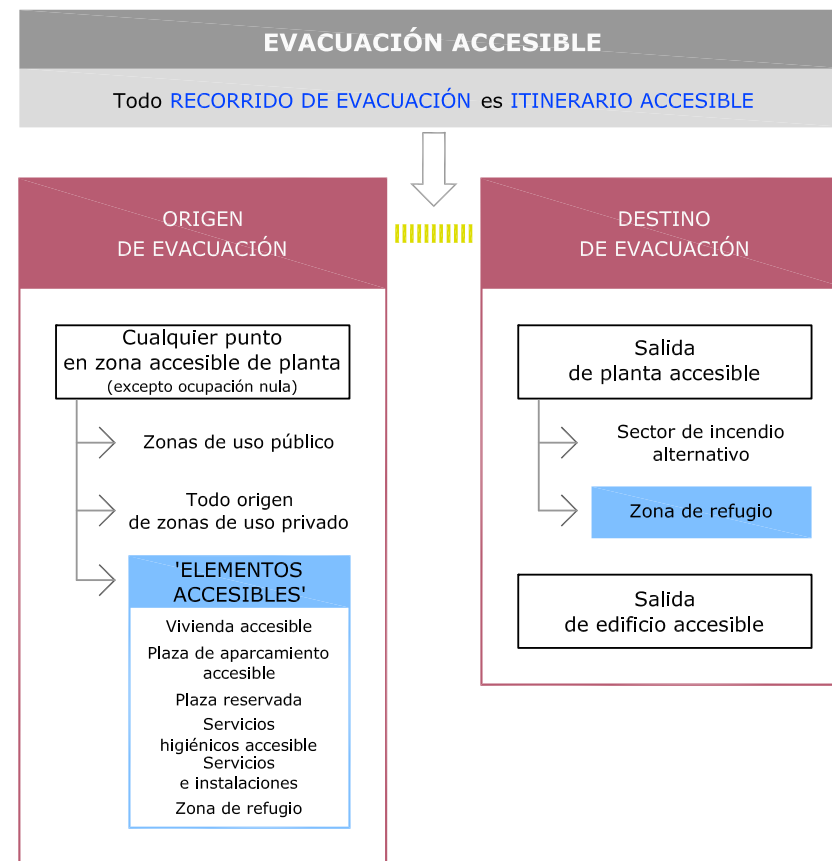 EVACUACIÓN ACCESIBLE
Todo RECORRIDO DE EVACUACIÓN es ITINERARIO ACCESIBLE
ORIGEN
DE EVACUACIÓN
Cualquier punto
en zona accesible de planta
(excepto ocupación nula)
Zonas de uso público
Todo origen
de zonas de uso privado
'ELEMENTOS
ACCESIBLES'
Vivienda accesible
Plaza de aparcamiento
accesible
Plaza reservada
Servicios
higiénicos accesible
Servicios
e instalaciones
Zona de refugio
DESTINO
DE EVACUACIÓN
Salida
de planta accesible
Sector de incendio
alternativo
Zona de refugio
Salida
de edificio accesible